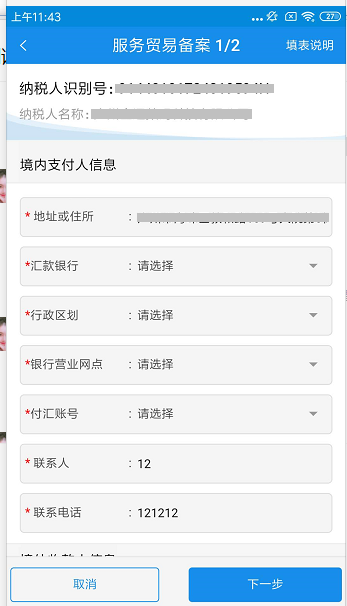 上午11:43
27
服务贸易备案 1/2
填表说明
纳税人识别号:
纳税人名称:
境内支付人信息
* 地址或住所 :
*汇款银行 : 请选择
*行政区划 : 请选择
*银行营业网点 : 请选择
*付汇账号 : 请选择
* 联系人 : 12
* 联系电话 : 121212
取消
下一步